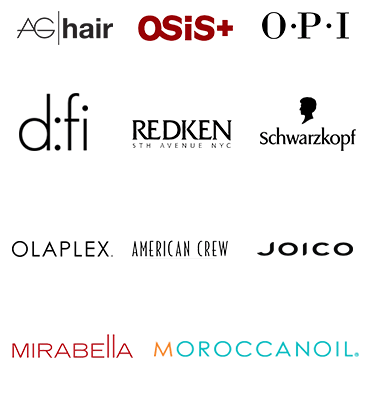 AG|hair
OSiS+
O·P·I
d:fi
REDKEN
5TH AVENUE NYC
Schwarzkopf
OLAPLEX.
AMERICAN CREW
JOICO
MIRABEllA
MOROCCANOIL®